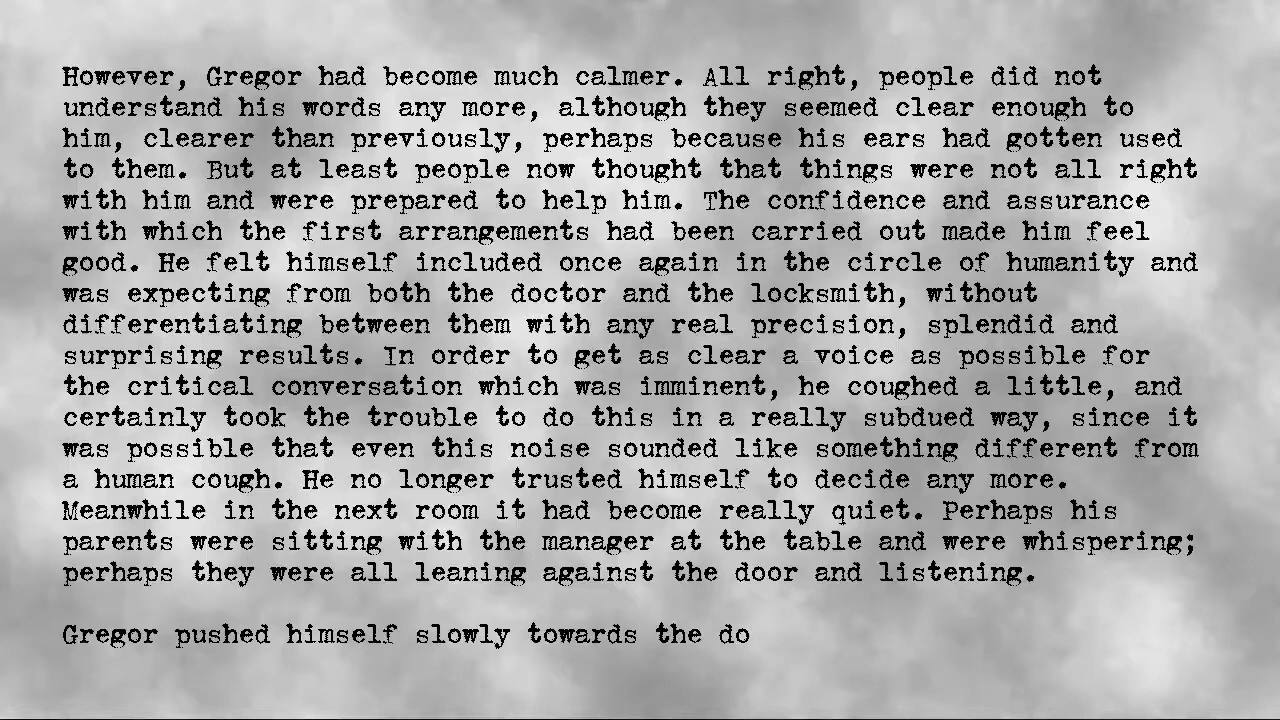 However, Gregor had become much calmer. All right, people did not
understand his words any more, although they seemed clear enough to
him, clearer than previously, perhaps because his ears had gotten used
to them. But at least people now thought that things were not all right
with him and were prepared to help him. The confidence and assurance
with which the first arrangements had been carried out made him feel
good. He felt himself included once again in the circle of humanity and
was expecting from both the doctor and the locksmith, without
differentiating between them with any real precision, splendid and
surprising results. In order to get as clear a voice as possible for
the critical conversation which was imminent, he coughed a little, and
certainly took the trouble to do this in a really subdued way, since it
was possible that even this noise sounded like something different from
a human cough. He no longer trusted himself to decide any more.
Meanwhile in the next room it had become really quiet. Perhaps his
parents were sitting with the manager at the table and were whispering;
perhaps they were all leaning against the door and listening.

Gregor pushed himself slowly towards the do